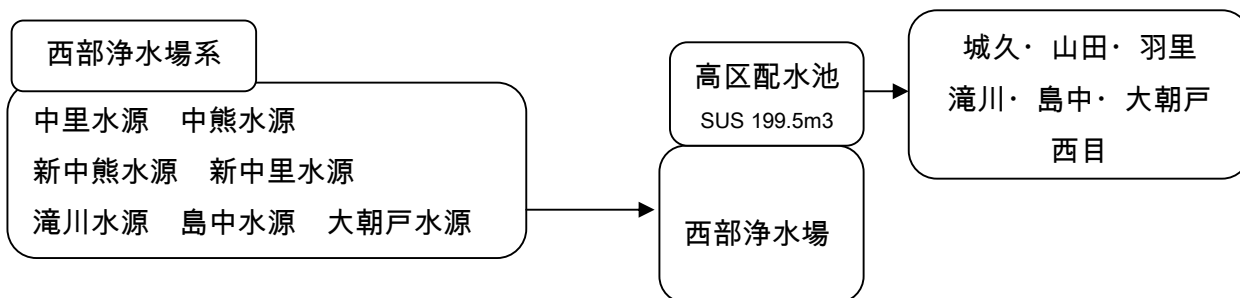 西部浄水場系
中里水源 中熊水源
新中熊水源 新中里水源
滝川水源 島中水源 大朝戸水源
高区配水池
SUS 199.5m3
西部浄水場
城久・山田・羽里
滝川・島中・大朝戸
西目